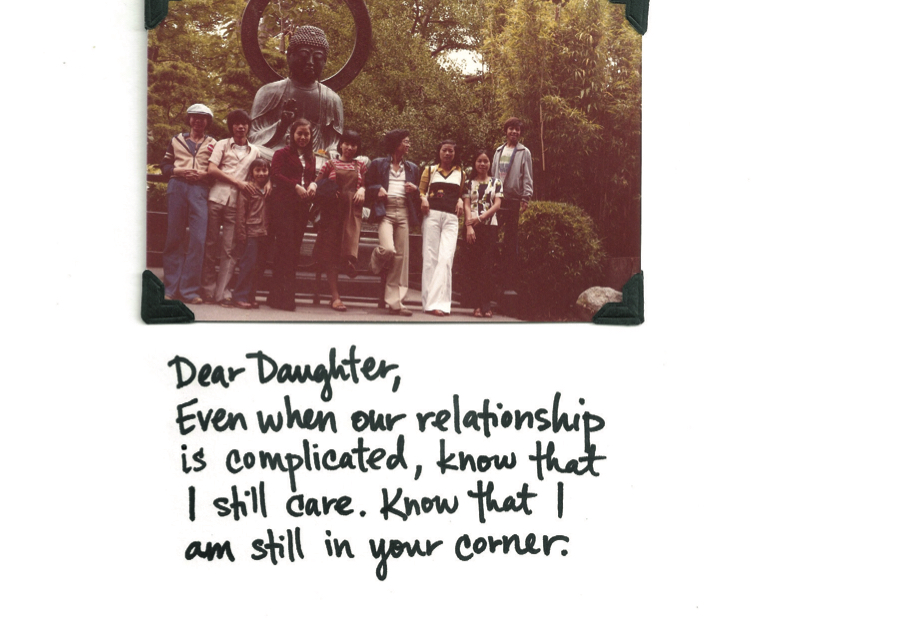 Dear Daughter,
Even when our relationship
is complicated, know that
I still care. Know that I
am still in your corner.